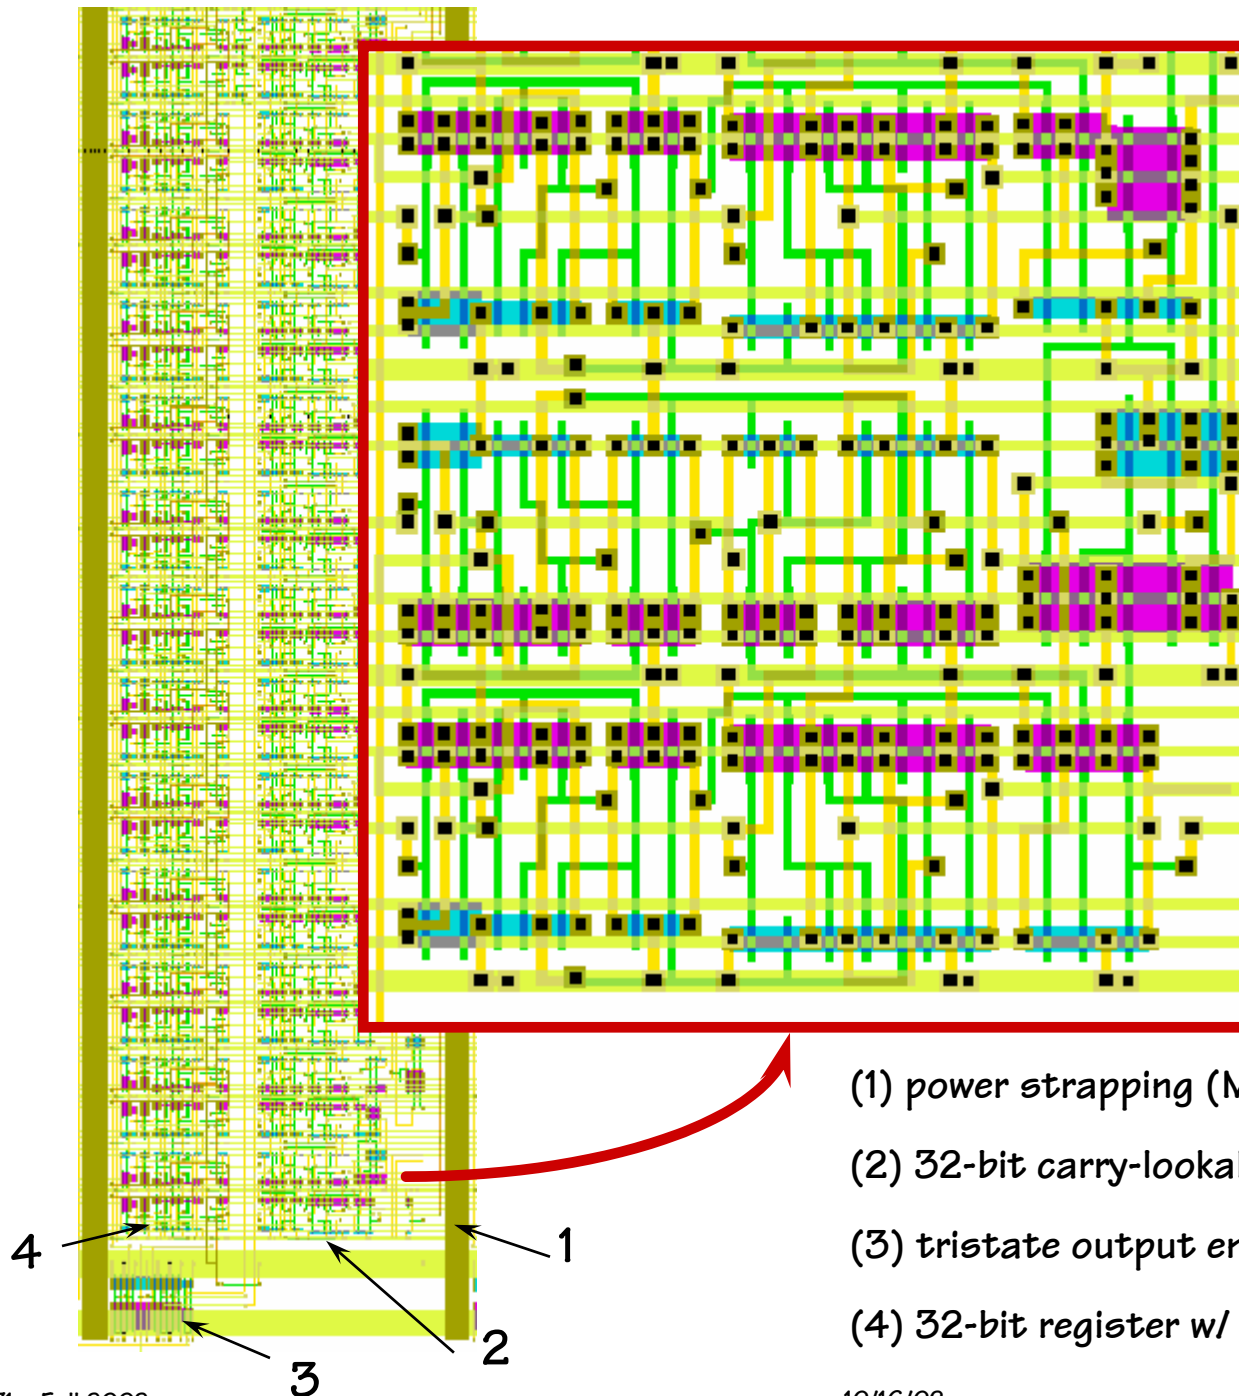 (1) power strapping (M
(2) 32-bit carry-looka
(3) tristate output
(4) 32-bit register w/
4
1
2
3
Fall